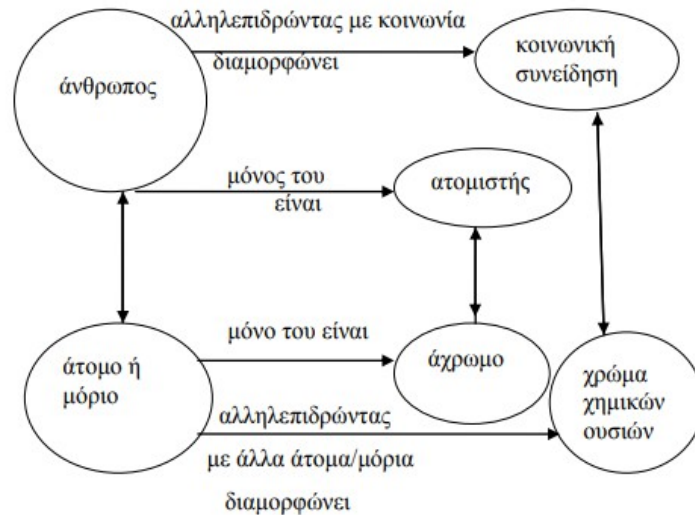 αλληλεπιδρώντας με κοινωνία
διαμορφώνει
άνθρωπος
κοινωνική
συνείδηση
μόνος του
είναι
ατομιστής
άτομο ή
μόριο
μόνο του είναι
άχρωμο
χρώμα
χημικών
ουσιών
αλληλεπιδρώντας
με άλλα άτομα/μόρια
διαμορφώνει